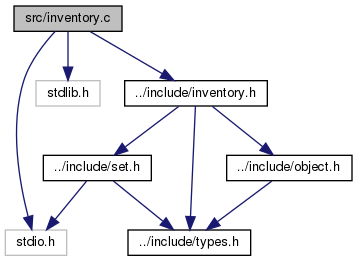 src/inventory.c
stdlib.h
../include/inventory.h
../include/set.h
../include/object.h
stdio.h
../include/types.h